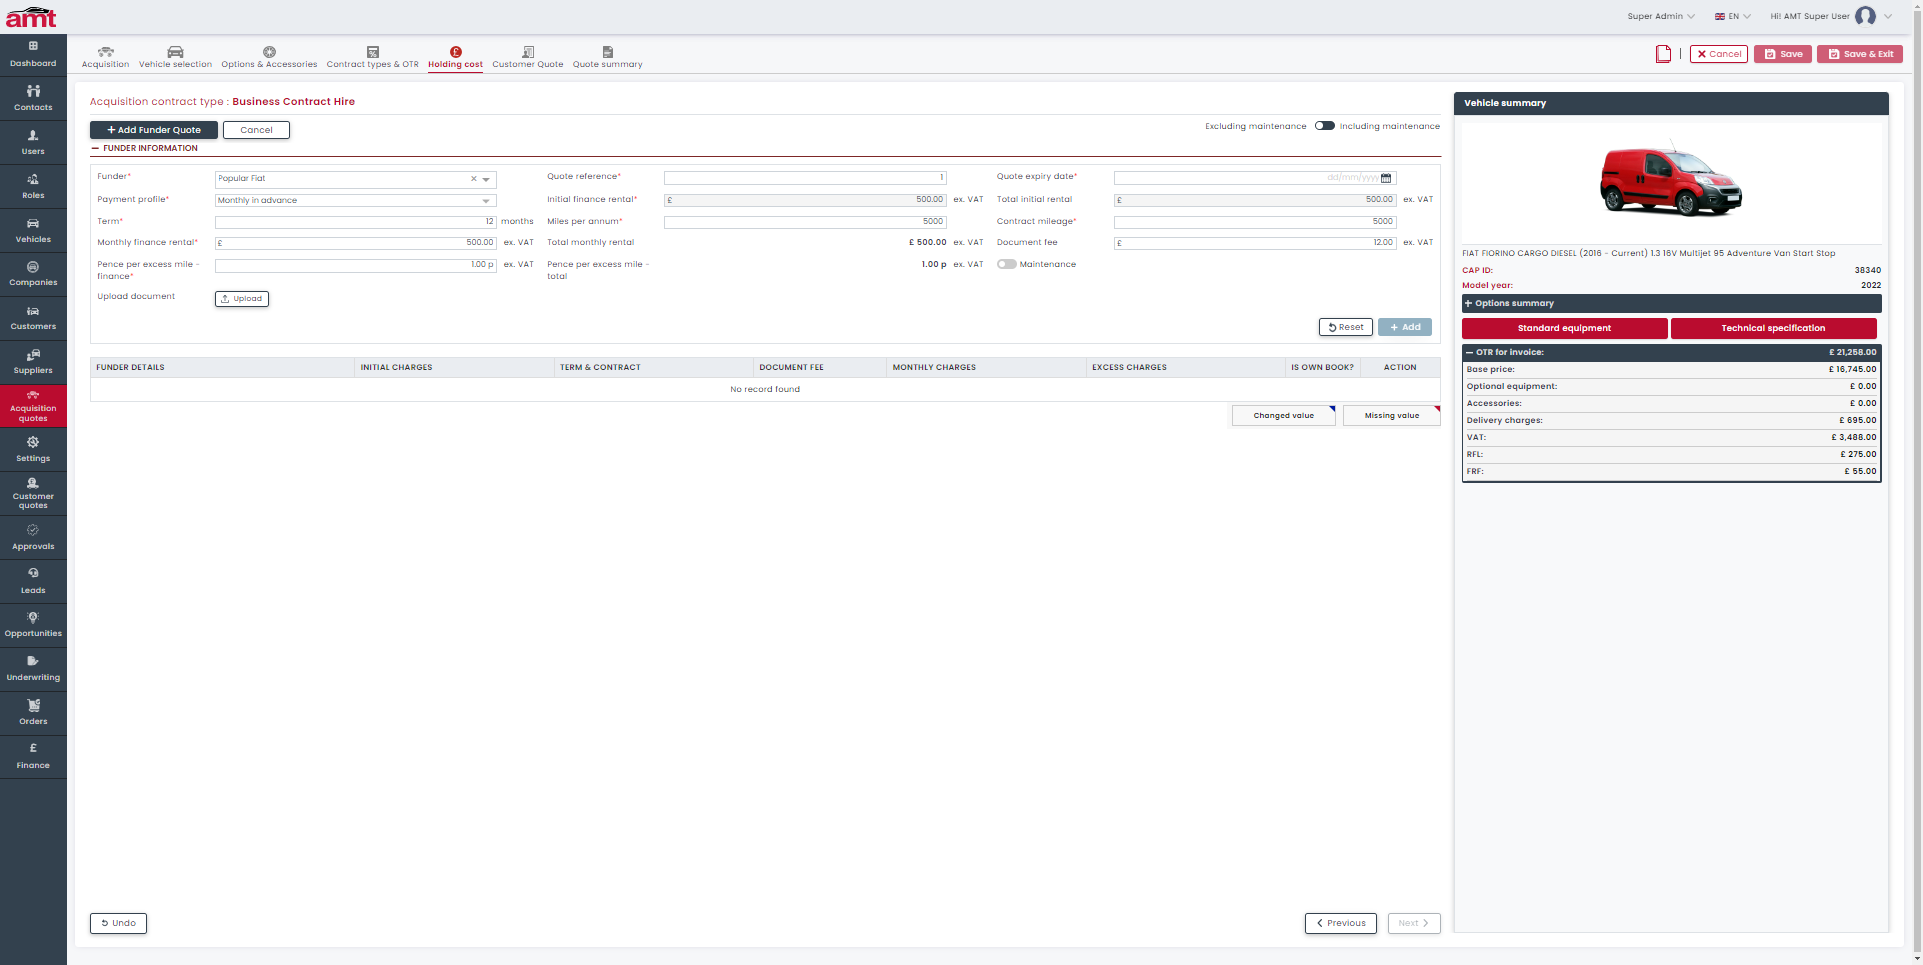 amt
Super Admin EN Hi! AMT Super User
Dashboard
Contacts
Users
Roles
Vehicles
Companies
Customers
Suppliers
Acquisition
quotes
Settings
Customer
quotes
Approvals
Leads
Opportunities
Underwriting
Orders
Finance
Acquisition Vehicle selection Options & Accessories Contract types & OTR Holding cost Customer Quote Quote summary
Cancel Save Save & Exit
Acquisition contract type : Business Contract Hire
+ Add Funder Quote Cancel
Excluding maintenance Including maintenance
FUNDER INFORMATION
Funder* Popular Fiat Quote reference* 1 Quote expiry date* dd/mm/yyyy
Payment profile* Monthly in advance Initial finance rental* £ 500.00 ex. VAT Total initial rental £ 500.00 ex. VAT
Term* 12 months Miles per annum* 5000 Contract mileage* 5000
Monthly finance rental* £ 500.00 ex. VAT Total monthly rental £ 500.00 ex. VAT Document fee £ 12.00 ex. VAT
Pence per excess mile - finance* 1.00 p ex. VAT Pence per excess mile - total 1.00 p ex. VAT Maintenance
Upload document Upload
Reset + Add
FUNDER DETAILS INITIAL CHARGES TERM & CONTRACT DOCUMENT FEE MONTHLY CHARGES EXCESS CHARGES IS OWN BOOK? ACTION
No record found
Changed value Missing value
Undo
Previous Next
Vehicle summary
FIAT FIORINO CARGO DIESEL (2016 - Current) 1.3 16V Multijet 95 Adventure Van Start Stop
CAP ID: 38340
Model year: 2022
+ Options summary
Standard equipment Technical specification
OTR for invoice: £ 21,258.00
Base price: £ 16,745.00
Optional equipment: £ 0.00
Accessories: £ 0.00
Delivery charges: £ 695.00
VAT: £ 3,488.00
RFL: £ 275.00
FRF: £ 55.00